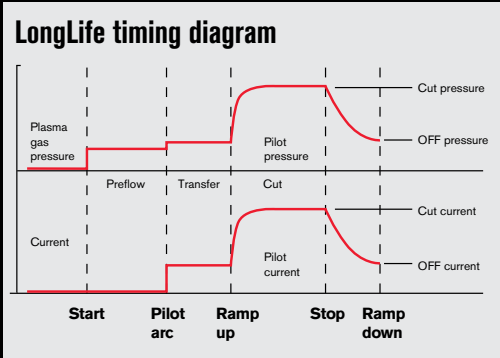 LongLife timing diagram
Cut pressure
Plasma
gas
pressure
Pilot
pressure
OFF pressure
Preflow
Transfer
Cut
Cut current
Current
Pilot
current
OFF current
Start
Pilot
arc
Ramp
up
Stop
Ramp
down